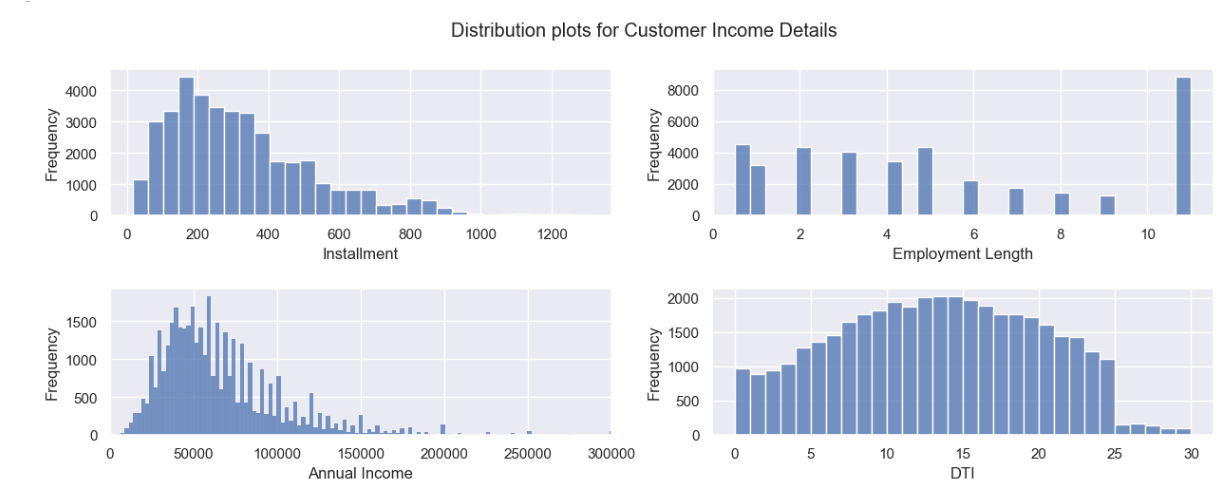 Distribution plots for Customer Income Details
4000
3000
2000
1000
0
Frequency
0 200 400 600 800 1000 1200
Installment
8000
6000
4000
2000
0
Frequency
0 2 4 6 8 10
Employment Length
1500
1000
500
0
Frequency
0 50000 100000 150000 200000 250000 300000
Annual Income
2000
1500
1000
500
0
Frequency
0 5 10 15 20 25 30
DTI